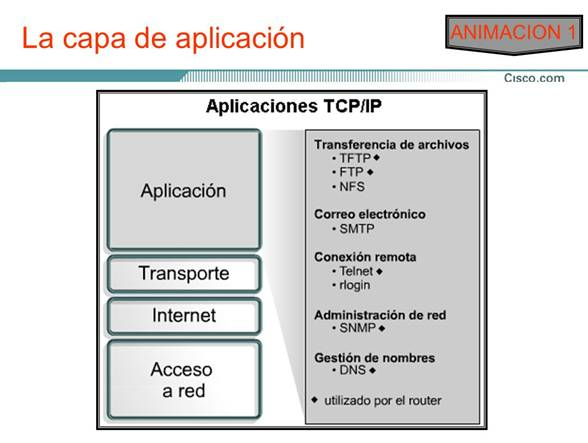 La capa de aplicación
ANIMACION 1
Cisco.com
Aplicaciones TCP/IP
Aplicación
Transporte
Internet
Acceso
a red
Transferencia de archivos
• TFTP ◆
• FTP ◆
• NFS
Correo electrónico
• SMTP
Conexión remota
• Telnet ◆
• rlogin
Administración de red
• SNMP ◆
Gestión de nombres
• DNS ◆
◆ utilizado por el router